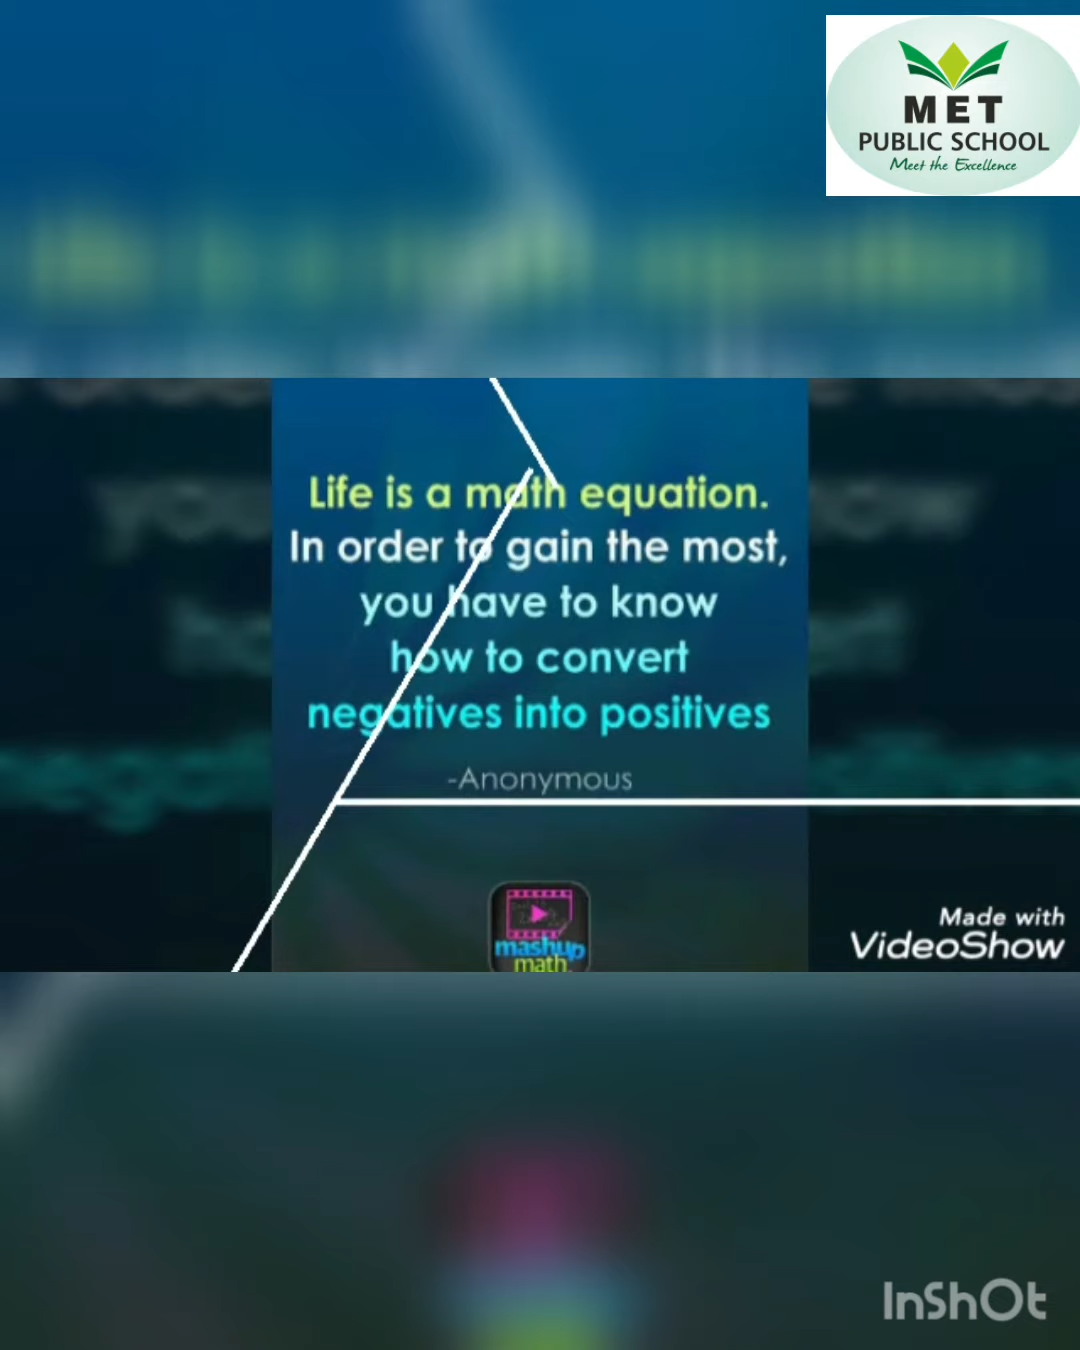 MET
PUBLIC SCHOOL
Meet the Excellence
Life is a math equation.
In order to gain the most,
you have to know
how to convert
negatives into positives
-Anonymous
mashup
math
Made with
VideoShow
InShOt